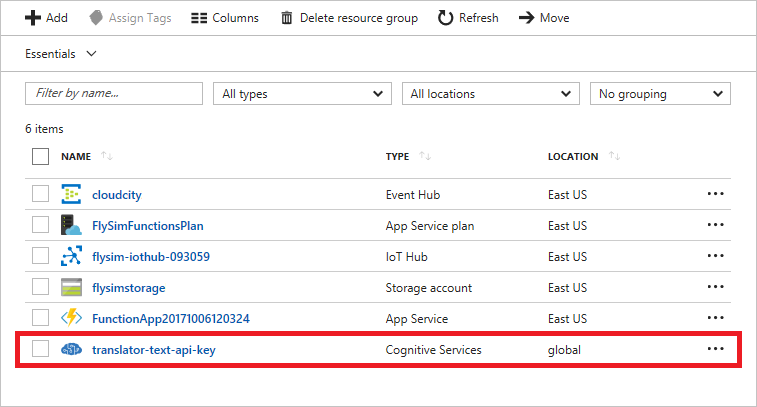 Add Assign Tags Columns Delete resource group Refresh Move
Essentials
Filter by name... All types All locations No grouping
6 items
NAME TYPE LOCATION
cloudcity Event Hub East US
FlySimFunctionsPlan App Service plan East US
flysim-iothub-093059 IoT Hub East US
flysimstorage Storage account East US
FunctionApp20171006120324 App Service East US
translator-text-api-key Cognitive Services global